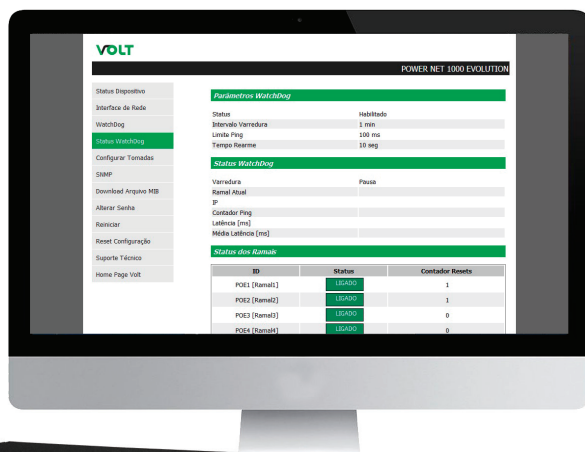 VOLT
POWER NET 1000 EVOLUTION
Status Dispositivo
Interface de Rede
WatchDog
Status WatchDog
Configurar Tomadas
SNMP
Download Arquivo MIB
Alterar Senha
Reiniciar
Reset Configuração
Suporte Técnico
Home Page Volt
Parâmetros WatchDog
Status Habilitado
Intervalo Varredura 1 min
Limite Ping 100 ms
Tempo Rearme 10 seg
Status WatchDog
Varredura Pausa
Ramal Atual
IP
Contador Ping
Latência [ms]
Média Latência [ms]
Status dos Ramais
ID Status Contador Resets
POE1 [Ramal1] LIGADO 1
POE2 [Ramal2] LIGADO 1
POE3 [Ramal3] LIGADO 0
POE4 [Ramal4] LIGADO 0